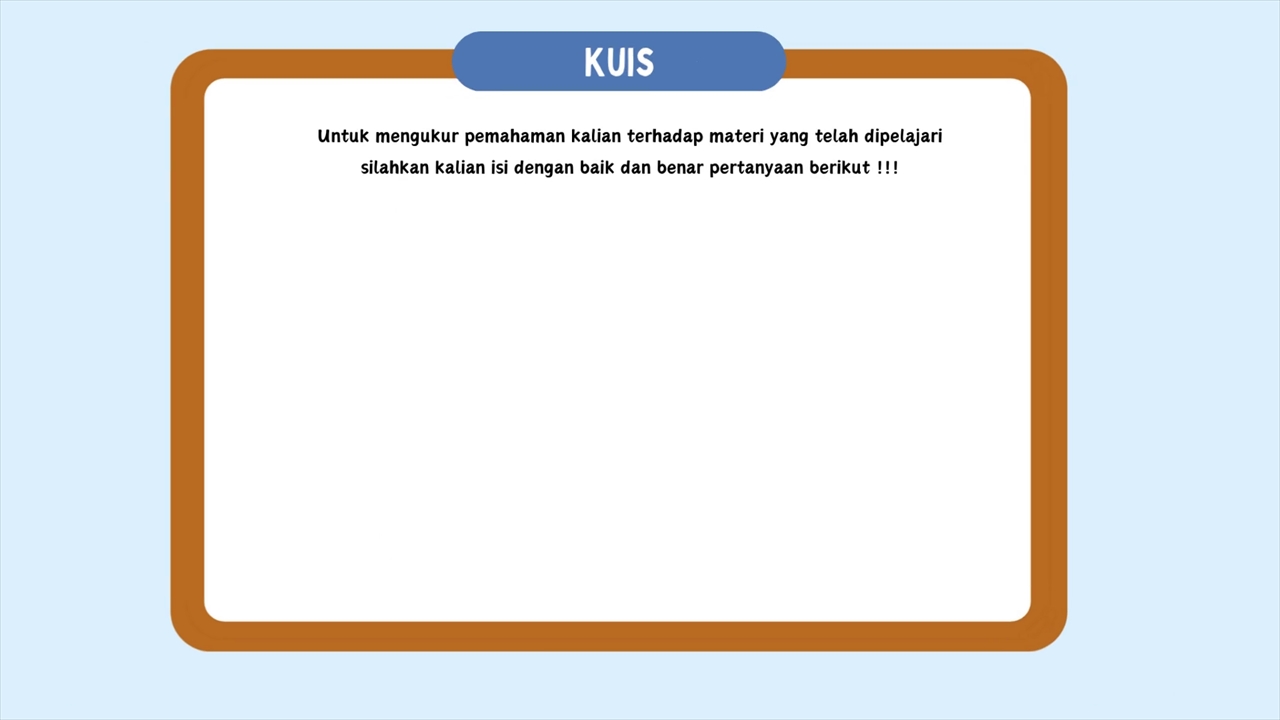 KUIS
Untuk mengukur pemahaman kalian terhadap materi yang telah dipelajari
silahkan kalian isi dengan baik dan benar pertanyaan berikut !!!